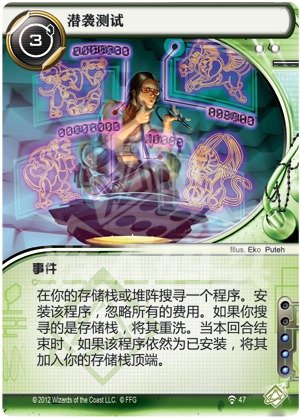 潜袭测试
3
Illus. Eko Puteh
事件
在你的存储栈或堆阵搜寻一个程序。安
装该程序，忽略所有的费用。如果你搜
寻的是存储栈，将其重洗。当本回合结
束时，如果该程序依然为已安装，将其
加入你的存储栈顶端。
© 2012 Wizards of the Coast LLC. © FFG
47